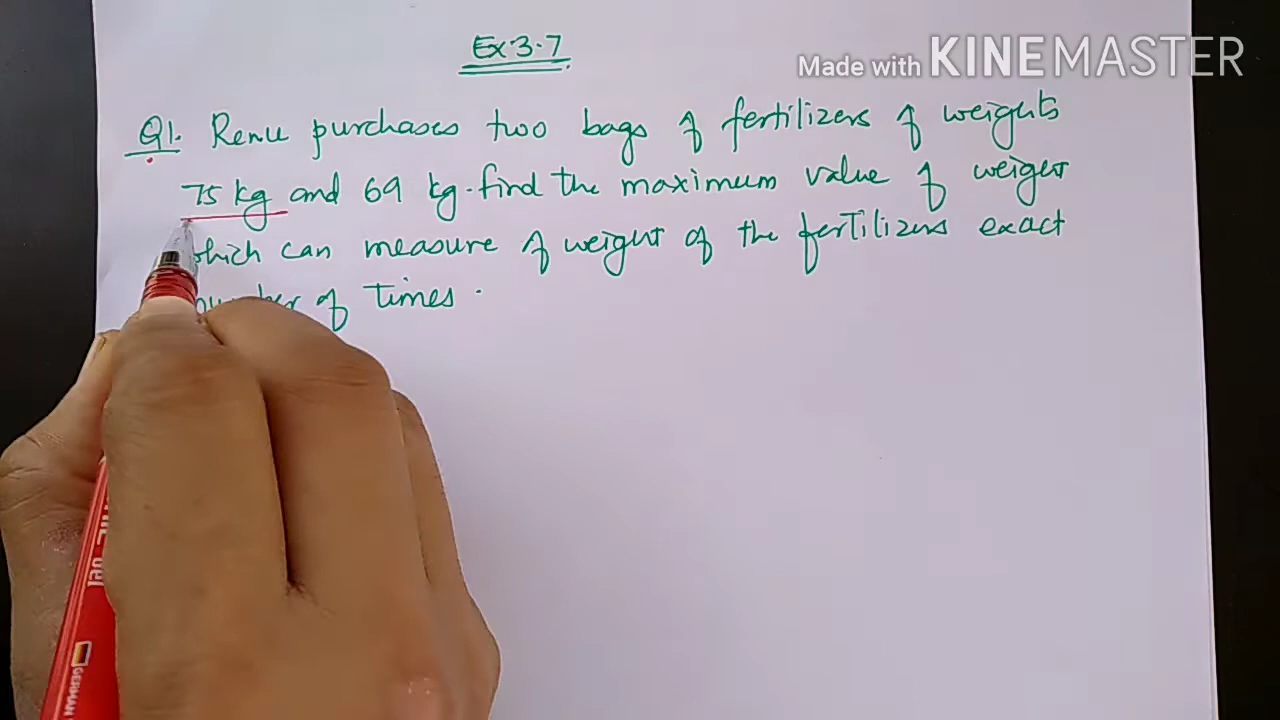 Ex 3.7
Made with KINEMASTER
Q1. Renu purchases two bags of fertilizers of weights
75 kg and 69 kg. find the maximum value of weight
which can measure of weight of the fertilizers exact
number of times.